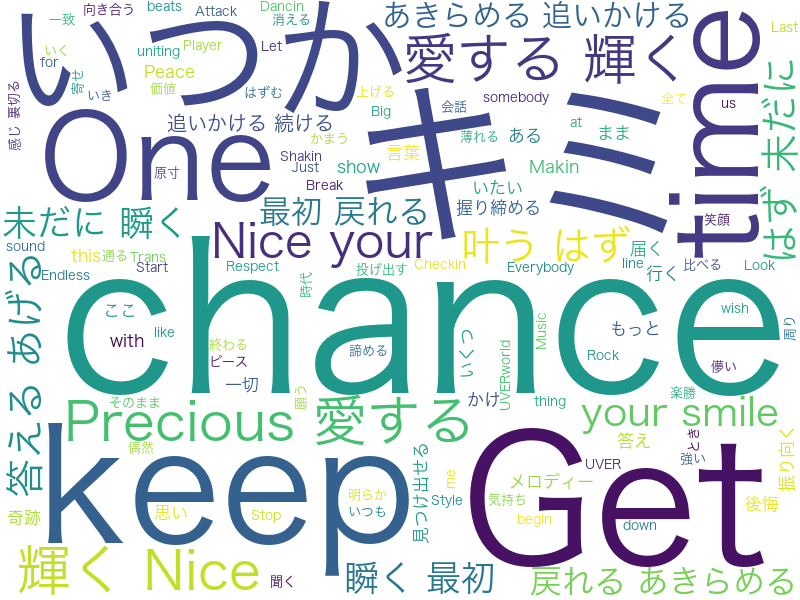 いつか
キミ
One
time
chance
keep
Get
一致
向き合う
beats
Attack
Dancin
消える
いく
uniting
Player
Let
for
寄せ
Peace
価値
いき
はずむ
上げる
感じ 裏切る
あきらめる 追いかける
愛する 輝く
Last
us
全て
somebody
会話
Big
追いかける 続ける
かまう
薄れる
ある
at
まま
原寸
Shakin
Just
show
言葉
Makin
Break
いたい
最初 戻れる
握り締める
笑顔
はず 未だに
未だに 瞬く
Nice your
叶う はず
届く
sound
this
通る
Trans
Endless
Start
Respect
投げ出す
Checkin
Everybody
line
行く
比べる
Look
答える あげる
時代
ここ
with
like
終わる
ピース
諦める
いくつ
Music
もっと
wish
周り
Rock
儚い
一切
そのまま
願う
かけ
UVERworld
thing
楽勝
Precious 愛する
your smile
偶然
答え
とき
強い
UVER
振り向く
奇跡
思い
Stop
明らか
いつも
見つけ出せる
me
Style
メロディー
気持ち
begin
down
後悔
輝く Nice
聞く
瞬く 最初
戻れる あきらめる